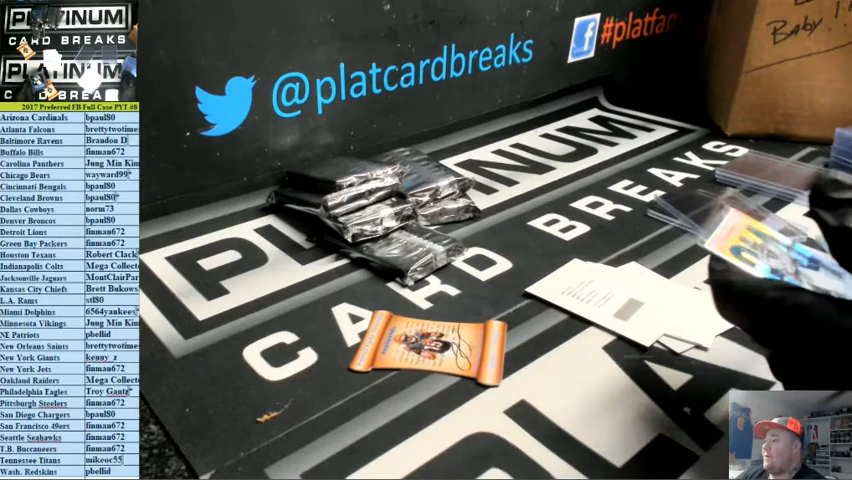 PLATINUM
CARD BREAKS
PLATINUM
2017 Preferred FB Full Case PYT #8
Arizona Cardinals bpaul80
Atlanta Falcons brettytwotime
Baltimore Ravens Brandon D
Buffalo Bills finman672
Carolina Panthers Jung Min Kim
Chicago Bears wayward99*
Cincinnati Bengals bpaul80
Cleveland Browns bpaul80*
Dallas Cowboys norm73
Denver Broncos bpaul80
Detroit Lions finman672
Green Bay Packers finman672
Houston Texans Robert Clack
Indianapolis Colts Mega Collect
Jacksonville Jaguars MontClairPar
Kansas City Chiefs Brett Bukows
L.A. Rams stl80
Miami Dolphins 6564yankees*
Minnesota Vikings Jung Min Kim
NE Patriots pbellid
New Orleans Saints brettytwotime
New York Giants kenny_z
New York Jets finman672
Oakland Raiders Mega Collect
Philadelphia Eagles Troy Gantz*
Pittsburgh Steelers finman672
San Diego Chargers bpaul80
San Francisco 49ers finman672
Seattle Seahawks finman672
T.B. Buccaneers finman672
Tennessee Titans mikeoc55
Wash. Redskins pbellid
@platcardbreaks
f #platfam
Baby!!
PLATINUM
CARD BREAKS